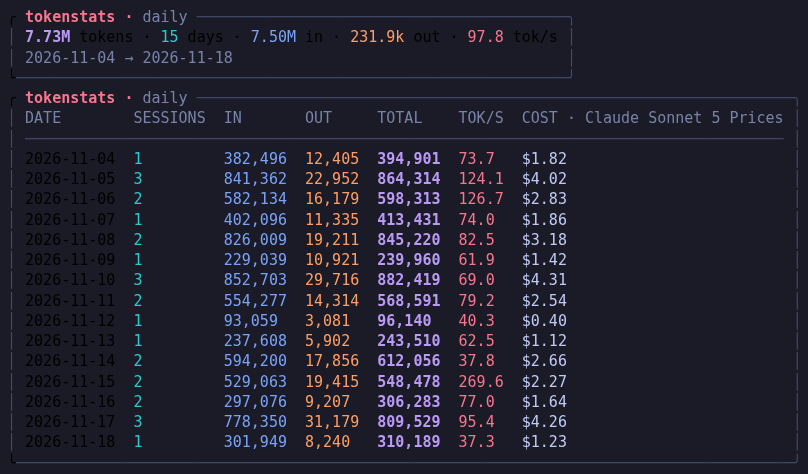 tokenstats · daily
7.73M tokens · 15 days · 7.50M in · 231.9k out · 97.8 tok/s
2026-11-04 → 2026-11-18
tokenstats · daily
DATE SESSIONS IN OUT TOTAL TOK/S COST · Claude Sonnet 5 Prices
2026-11-04 1 382,496 12,405 394,901 73.7 $1.82
2026-11-05 3 841,362 22,952 864,314 124.1 $4.02
2026-11-06 2 582,134 16,179 598,313 126.7 $2.83
2026-11-07 1 402,096 11,335 413,431 74.0 $1.86
2026-11-08 2 826,009 19,211 845,220 82.5 $3.18
2026-11-09 1 229,039 10,921 239,960 61.9 $1.42
2026-11-10 3 852,703 29,716 882,419 69.0 $4.31
2026-11-11 2 554,277 14,314 568,591 79.2 $2.54
2026-11-12 1 93,059 3,081 96,140 40.3 $0.40
2026-11-13 1 237,608 5,902 243,510 62.5 $1.12
2026-11-14 2 594,200 17,856 612,056 37.8 $2.66
2026-11-15 2 529,063 19,415 548,478 269.6 $2.27
2026-11-16 2 297,076 9,207 306,283 77.0 $1.64
2026-11-17 3 778,350 31,179 809,529 95.4 $4.26
2026-11-18 1 301,949 8,240 310,189 37.3 $1.23